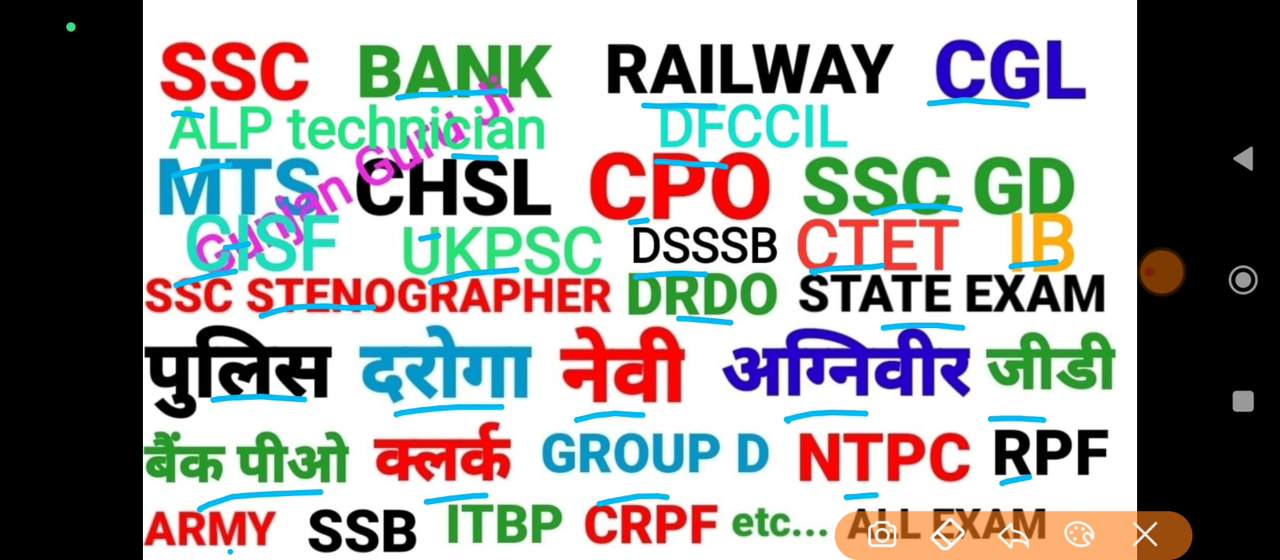 SSC BANK RAILWAY CGL
ALP technician DFCCIL
Gunjan Guru Ji
MTS CHSL CPO SSC GD
CISF UKPSC DSSSB CTET IB
SSC STENOGRAPHER DRDO STATE EXAM
पुलिस दरोगा नेवी अग्निवीर जीडी
बैंक पीओ क्लर्क GROUP D NTPC RPF
ARMY SSB ITBP CRPF etc... ALL EXAM